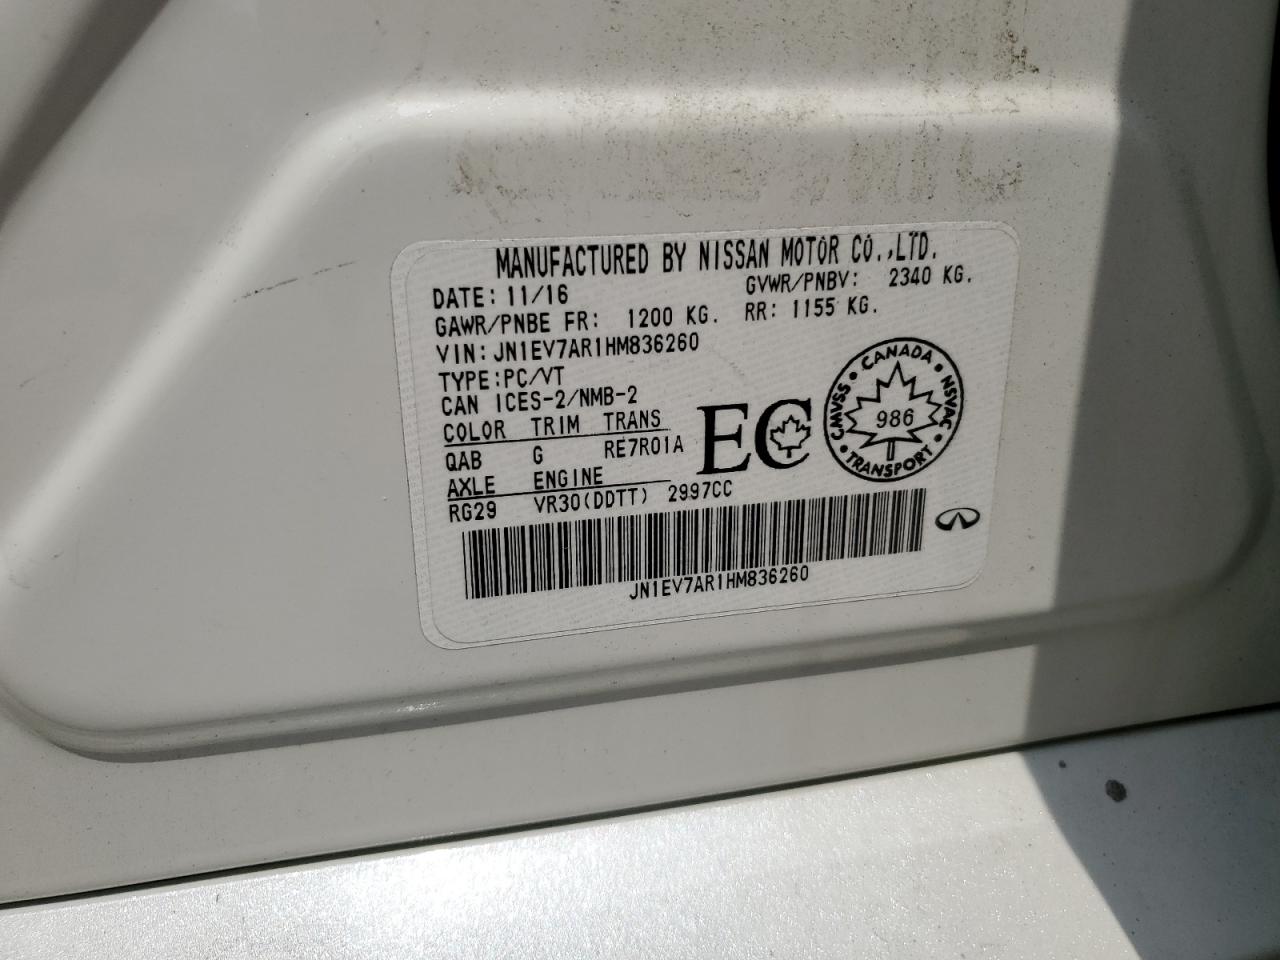 MANUFACTURED BY NISSAN MOTOR CO.,LTD.
DATE: 11/16 GVWR/PNBV: 2340 KG.
GAWR/PNBE FR: 1200 KG. RR: 1155 KG.
VIN: JN1EV7AR1HM836260
TYPE:PC/VT
CAN ICES-2/NMB-2
COLOR TRIM TRANS
QAB G RE7R01A
AXLE ENGINE
RG29 VR30(DDTT) 2997CC
EC
CANADA
CMVSS • NSVAC
986
• TRANSPORT •
JN1EV7AR1HM836260